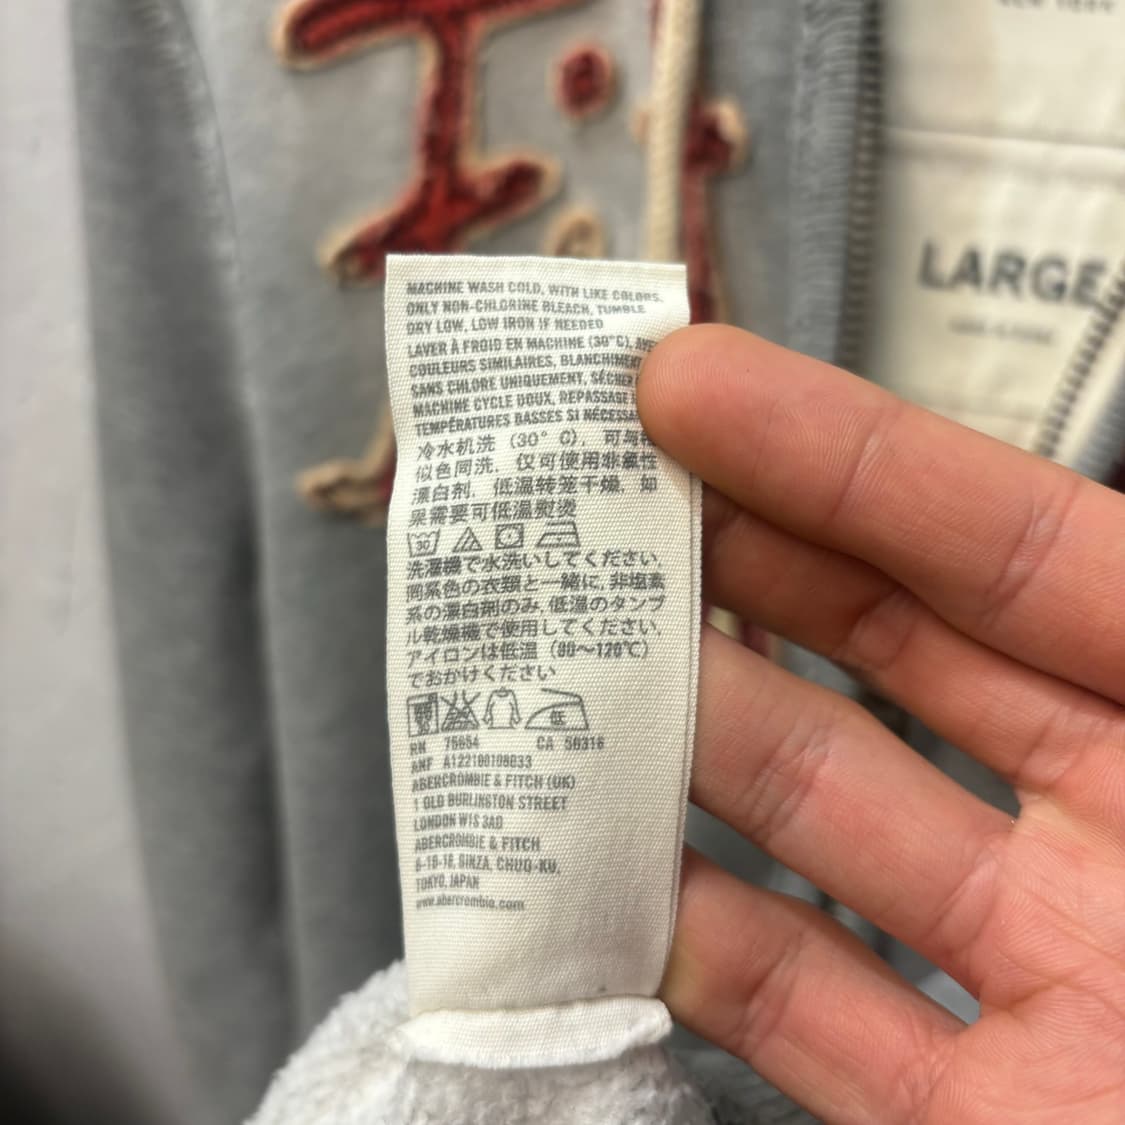 NEW YORK
LARGE
MACHINE WASH COLD, WITH LIKE COLORS,
ONLY NON-CHLORINE BLEACH, TUMBLE
DRY LOW, LOW IRON IF NEEDED
LAVER À FROID EN MACHINE (30°C),
COULEURS SIMILAIRES,
SANS CHLORE UNIQUEMENT,
MACHINE CYCLE DOUX, REPASSAGE
TEMPÉRATURES BASSES SI
冷水机洗 (30°C), 可与
似色同洗, 仅可使用非氯性
漂白剂, 低温转笼干燥, 如
果需要可低温熨烫
30
洗濯機で水洗いしてください,
同系色の衣類と一緒に, 非塩素
系の漂白剤のみ, 低温のタンブ
ル乾燥機で使用してください,
アイロンは低温 (80～120℃)
でおかけください
低
RN 75654 CA 50316
ANF A122100108033
ABERCROMBIE & FITCH (UK)
1 OLD BURLINGTON STREET
LONDON W1S 3AD
ABERCROMBIE & FITCH
6-10-10, GINZA, CHUO-KU,
TOKYO, JAPAN
www.abercrombie.com